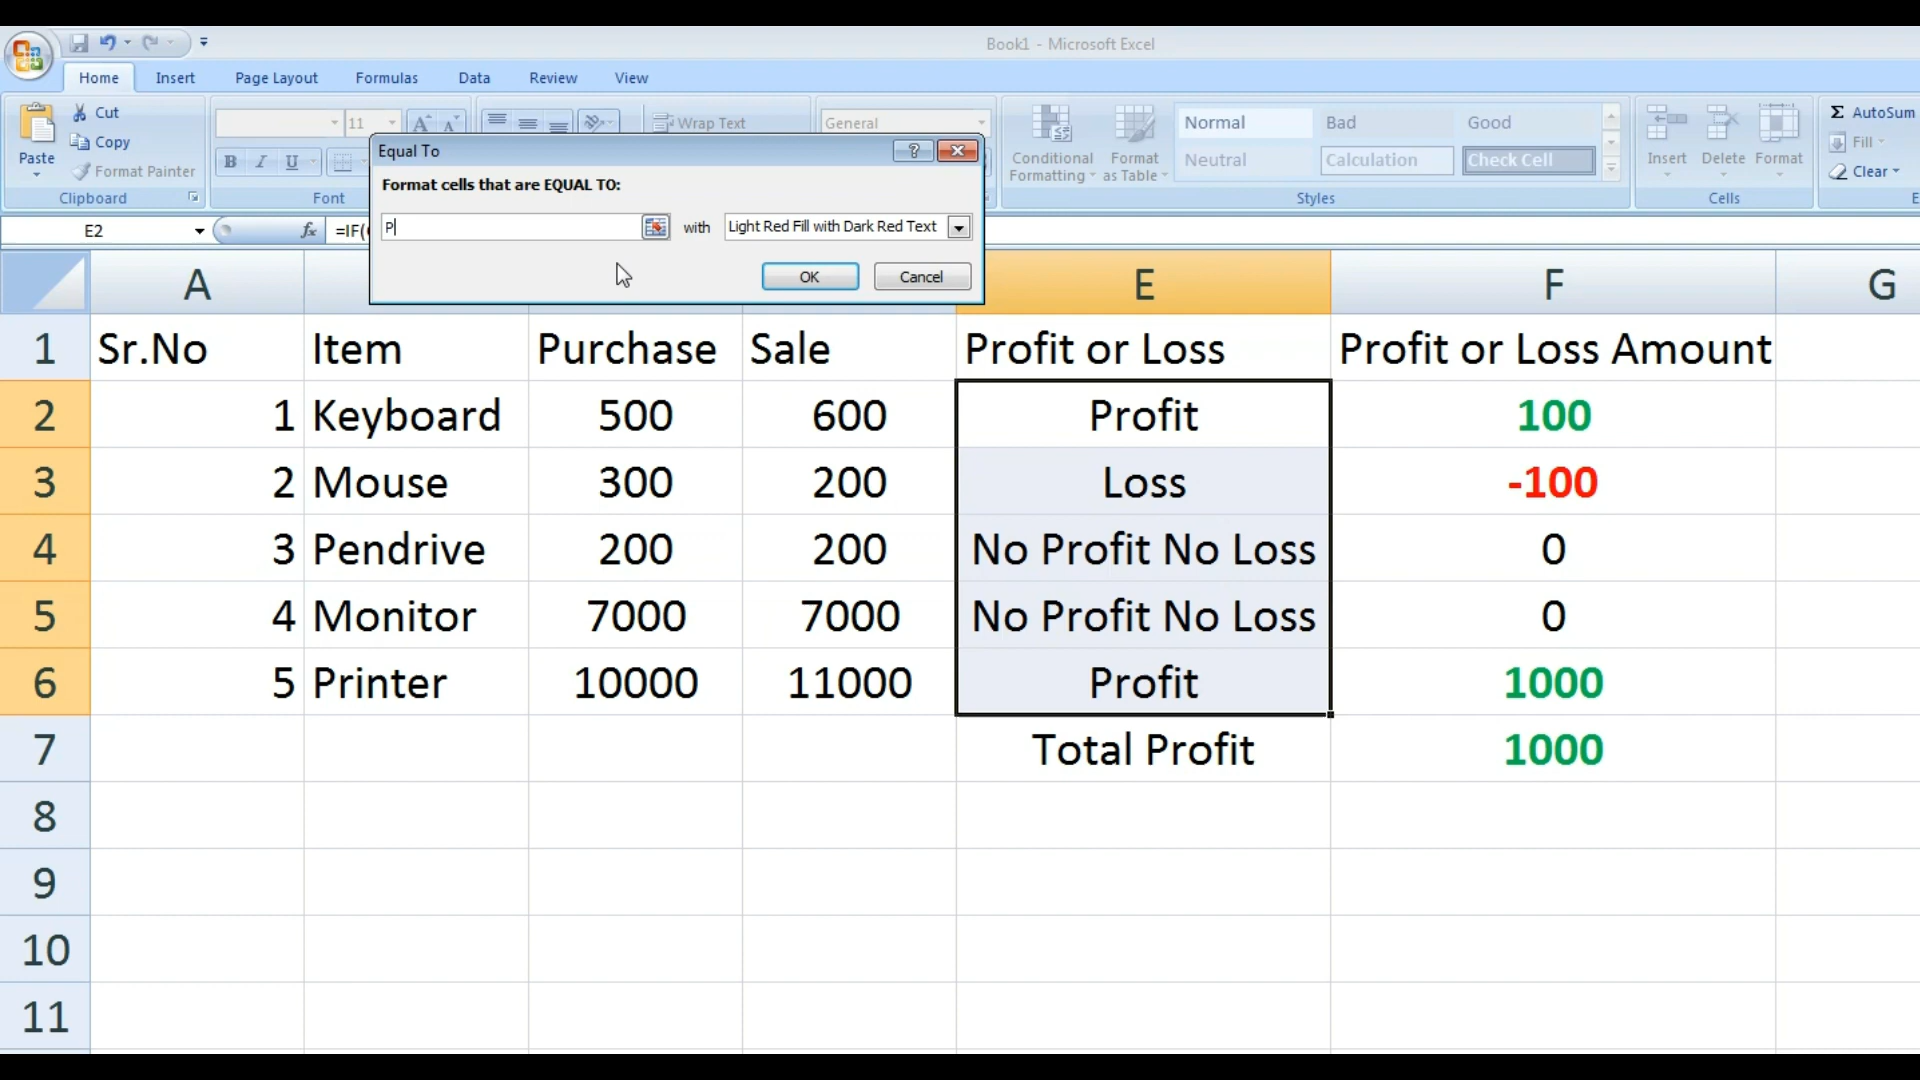 Book1 - Microsoft Excel
Home Insert Page Layout Formulas Data Review View
Paste
Cut
Copy
Format Painter
Clipboard
11 A A
B I U
Font
Wrap Text
General
Conditional Formatting
Format as Table
Normal Bad Good
Neutral Calculation Check Cell
Styles
Insert Delete Format
Cells
Σ AutoSum
Fill
Clear
E
Equal To
?
Format cells that are EQUAL TO:
P with Light Red Fill with Dark Red Text
OK Cancel
E2 fx =IF(
A E F G
1 Sr.No Item Purchase Sale Profit or Loss Profit or Loss Amount
2 1 Keyboard 500 600 Profit 100
3 2 Mouse 300 200 Loss -100
4 3 Pendrive 200 200 No Profit No Loss 0
5 4 Monitor 7000 7000 No Profit No Loss 0
6 5 Printer 10000 11000 Profit 1000
7 Total Profit 1000
8
9
10
11